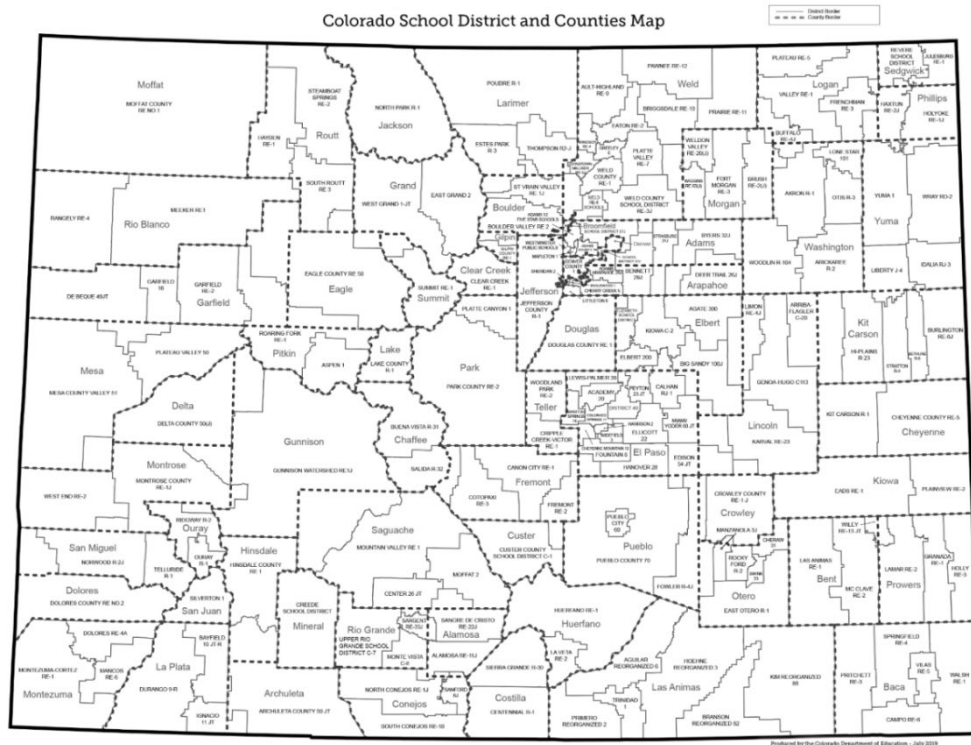 Colorado School District and Counties Map
District Border
County Border
Moffat
MOFFAT COUNTY
RE NO 1
STEAMBOAT
SPRINGS
RE-2
Routt
HAYDEN
RE-1
SOUTH ROUTT
RE 3
NORTH PARK R-1
Jackson
POUDRE R-1
Larimer
ESTES PARK
R-3
THOMPSON R2-J
AULT-HIGHLAND
RE-9
PAWNEE RE-12
Weld
BRIGGSDALE RE-10
PRAIRIE RE-11
EATON RE-2
PLATTE
VALLEY
RE-7
WELD
COUNTY
RE-1
WELD COUNTY
SCHOOL DISTRICT
RE-3J
PLATEAU RE-5
Logan
VALLEY RE-1
FRENCHMAN
RE-3
BUFFALO
RE-4J
REVERE
SCHOOL
DISTRICT
Sedgwick
JULESBURG
RE-1
Phillips
HAXTUN
RE-2J
HOLYOKE
RE-1J
WELDON
VALLEY
RE-20(J)
FORT
MORGAN
RE-3
BRUSH
RE-2(J)
Morgan
LONE STAR
101
AKRON R-1
OTIS R-3
Washington
ARICKAREE
R-2
WOODLIN R-104
YUMA 1
WRAY RD-2
Yuma
LIBERTY J-4
IDALIA RJ-3
Grand
WEST GRAND 1-JT
EAST GRAND 2
ST VRAIN VALLEY
RE 1J
Boulder
BOULDER VALLEY RE 2
Broomfield
Gilpin
Clear Creek
CLEAR CREEK
RE-1
WESTMINSTER
PUBLIC SCHOOLS
MAPLETON 1
SHERIDAN 2
Jefferson
JEFFERSON
COUNTY
R-1
Denver
STRASBURG
31J
BYERS 32J
Adams
BENNETT
29J
DEER TRAIL 26J
Arapahoe
RANGELY RE-4
Rio Blanco
MEEKER RE1
DE BEQUE 49JT
GARFIELD
16
GARFIELD
RE-2
Garfield
EAGLE COUNTY RE 50
Eagle
SUMMIT RE-1
Summit
PLATTE CANYON 1
Park
PARK COUNTY RE-2
Douglas
DOUGLAS COUNTY RE 1
AGATE 300
Elbert
KIOWA C-2
ELBERT 200
BIG SANDY 100J
LIMON
RE-4J
ARRIBA
FLAGLER
C-20
GENOA-HUGO C113
Lincoln
KARVAL RE-23
Kit
Carson
HI-PLAINS
R-23
STRATTON
R-4
BURLINGTON
RE-6J
KIT CARSON R-1
CHEYENNE COUNTY RE-5
Cheyenne
ROARING FORK
RE-1
Pitkin
ASPEN 1
Lake
LAKE COUNTY
R-1
PLATEAU VALLEY 50
Mesa
MESA COUNTY VALLEY 51
Delta
DELTA COUNTY 50(J)
Montrose
MONTROSE COUNTY
RE-1J
WEST END RE-2
Gunnison
GUNNISON WATERSHED RE1J
BUENA VISTA R-31
Chaffee
SALIDA R-32
WOODLAND
PARK
RE-2
Teller
CRIPPLE
CREEK-VICTOR
RE-1
LEWIS-PALMER 38
ACADEMY
20
PEYTON
23 JT
CALHAN
RJ-1
DISTRICT 49
MIAMI
YODER 60 JT
ELLICOTT
22
FOUNTAIN 8
El Paso
HANOVER 28
EDISON
54 JT
CANON CITY RE-1
Fremont
COTOPAXI
RE-3
FREMONT
RE-2
CROWLEY COUNTY
RE-1-J
Crowley
MANZANOLA 3J
ROCKY
FORD
R-2
CHERAW
31
Otero
EAST OTERO R-1
EADS RE-1
Kiowa
PLAINVIEW RE-2
WILEY
RE-13 JT
LAS ANIMAS
RE-1
Bent
MC CLAVE
RE-2
LAMAR RE-2
Prowers
GRANADA
RE-1
HOLLY
RE-3
PUEBLO
CITY
60
Pueblo
PUEBLO COUNTY 70
FOWLER R-4J
Custer
CUSTER COUNTY
SCHOOL DISTRICT C-1
RIDGWAY R-2
Ouray
OURAY
R-1
San Miguel
NORWOOD R-2J
TELLURIDE
R-1
Hinsdale
HINSDALE COUNTY
RE 1
Saguache
MOUNTAIN VALLEY RE 1
MOFFAT 2
CENTER 26 JT
Dolores
DOLORES COUNTY RE NO.2
SILVERTON 1
San Juan
CREEDE
SCHOOL DISTRICT
Mineral
Rio Grande
UPPER RIO
GRANDE SCHOOL
DISTRICT C-7
SARGENT
RE-33J
MONTE VISTA
C-8
SANGRE DE CRISTO
RE-22J
Alamosa
ALAMOSA RE-11J
HUERFANO RE-1
Huerfano
LA VETA
RE-2
DOLORES RE-4A
MONTEZUMA-CORTEZ
RE-1
MANCOS
RE-6
Montezuma
La Plata
BAYFIELD
10 JT-R
DURANGO 9-R
IGNACIO
11 JT
Archuleta
ARCHULETA COUNTY 50 JT
NORTH CONEJOS RE-1J
Conejos
SANFORD
6J
SOUTH CONEJOS RE-10
SIERRA GRANDE R-30
Costilla
CENTENNIAL R-1
AGUILAR
REORGANIZED 6
HOEHNE
REORGANIZED 3
TRINIDAD
1
PRIMERO
REORGANIZED 2
Las Animas
BRANSON
REORGANIZED 82
KIM REORGANIZED
88
SPRINGFIELD
RE-4
PRITCHETT
RE-3
VILAS
RE-5
WALSH
RE-1
Baca
CAMPO RE-6
Produced by the Colorado Department of Education - July 2018